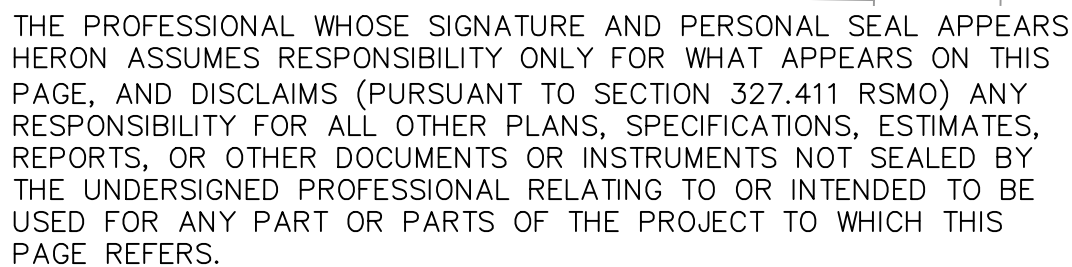 THE PROFESSIONAL WHOSE SIGNATURE AND PERSONAL SEAL APPEARS
HERON ASSUMES RESPONSIBILITY ONLY FOR WHAT APPEARS ON THIS
PAGE, AND DISCLAIMS (PURSUANT TO SECTION 327.411 RSMO) ANY
RESPONSIBILITY FOR ALL OTHER PLANS, SPECIFICATIONS, ESTIMATES,
REPORTS, OR OTHER DOCUMENTS OR INSTRUMENTS NOT SEALED BY
THE UNDERSIGNED PROFESSIONAL RELATING TO OR INTENDED TO BE
USED FOR ANY PART OR PARTS OF THE PROJECT TO WHICH THIS
PAGE REFERS.